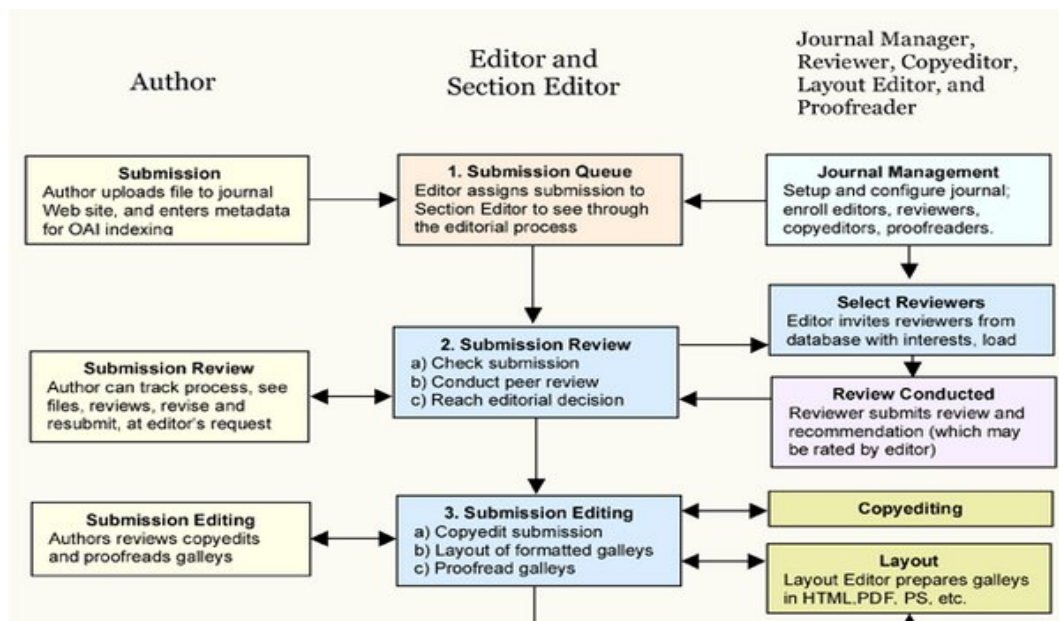 Author
Editor and
Section Editor
Journal Manager,
Reviewer, Copyeditor,
Layout Editor, and
Proofreader
Submission
Author uploads file to journal
Web site, and enters metadata
for OAI indexing
1. Submission Queue
Editor assigns submission to
Section Editor to see through
the editorial process
Journal Management
Setup and configure journal;
enroll editors, reviewers,
copyeditors, proofreaders.
Select Reviewers
Editor invites reviewers from
database with interests, load
Submission Review
Author can track process, see
files, reviews, revise and
resubmit, at editor's request
2. Submission Review
a) Check submission
b) Conduct peer review
c) Reach editorial decision
Review Conducted
Reviewer submits review and
recommendation (which may
be rated by editor)
Submission Editing
Authors reviews copyedits
and proofreads galleys
3. Submission Editing
a) Copyedit submission
b) Layout of formatted galleys
c) Proofread galleys
Copyediting
Layout
Layout Editor prepares galleys
in HTML,PDF, PS, etc.